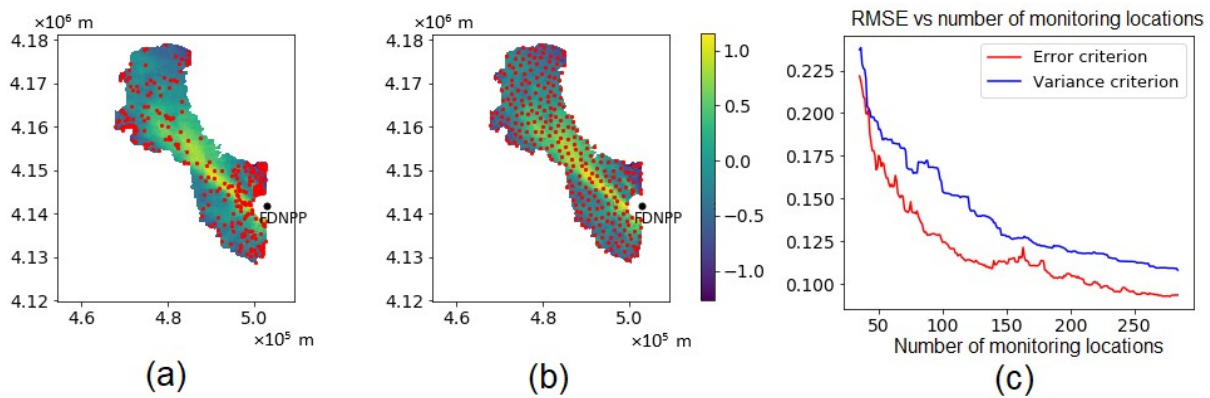 ×10⁶ m
4.18
4.17
4.16
4.15
4.14
4.13
4.12
FDNPP
4.6 4.8 5.0
×10⁵ m
(a)
×10⁶ m
4.18
4.17
4.16
4.15
4.14
4.13
4.12
FDNPP
4.6 4.8 5.0
×10⁵ m
(b)
1.0
0.5
0.0
−0.5
−1.0
RMSE vs number of monitoring locations
Error criterion
Variance criterion
0.225
0.200
0.175
0.150
0.125
0.100
50 100 150 200 250
Number of monitoring locations
(c)